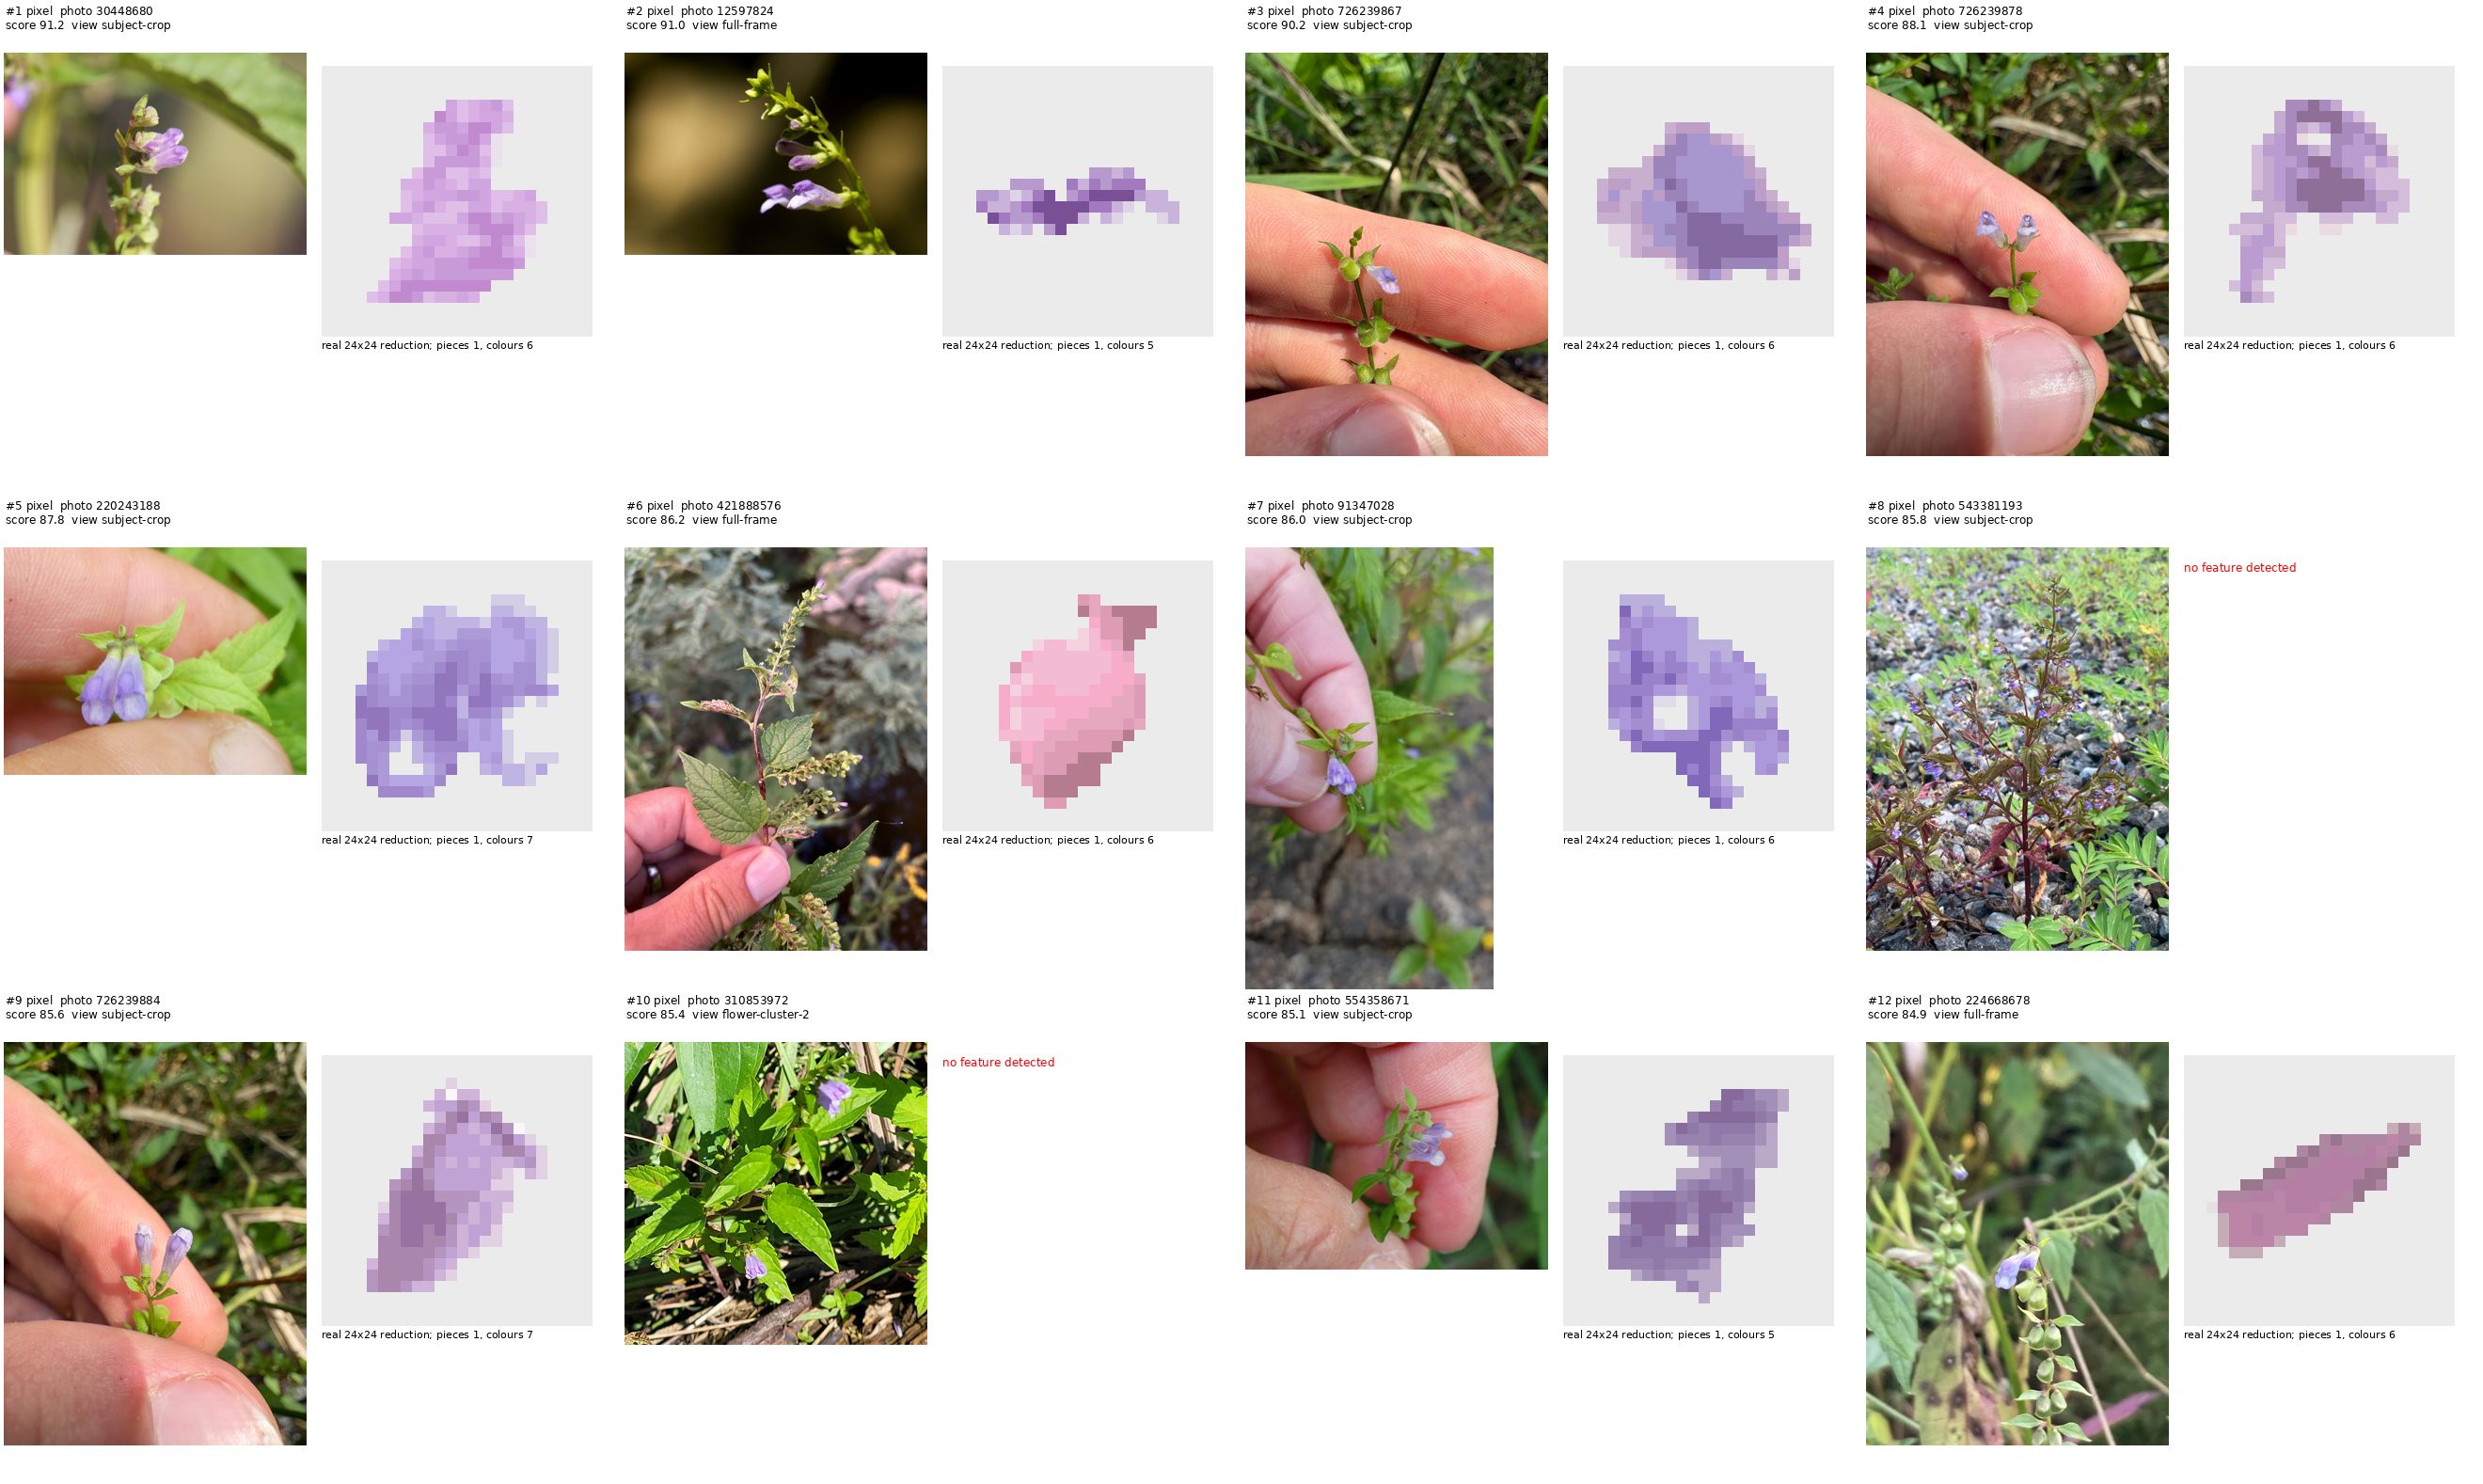 #1 pixel  photo 30448680
score 91.2  view subject-crop
real 24x24 reduction; pieces 1, colours 6
#2 pixel  photo 12597824
score 91.0  view full-frame
real 24x24 reduction; pieces 1, colours 5
#3 pixel  photo 726239867
score 90.2  view subject-crop
real 24x24 reduction; pieces 1, colours 6
#4 pixel  photo 726239878
score 88.1  view subject-crop
real 24x24 reduction; pieces 1, colours 6
#5 pixel  photo 220243188
score 87.8  view subject-crop
real 24x24 reduction; pieces 1, colours 7
#6 pixel  photo 421888576
score 86.2  view full-frame
real 24x24 reduction; pieces 1, colours 6
#7 pixel  photo 91347028
score 86.0  view subject-crop
real 24x24 reduction; pieces 1, colours 6
#8 pixel  photo 543381193
score 85.8  view subject-crop
no feature detected
#9 pixel  photo 726239884
score 85.6  view subject-crop
real 24x24 reduction; pieces 1, colours 7
#10 pixel  photo 310853972
score 85.4  view flower-cluster-2
no feature detected
#11 pixel  photo 554358671
score 85.1  view subject-crop
real 24x24 reduction; pieces 1, colours 5
#12 pixel  photo 224668678
score 84.9  view full-frame
real 24x24 reduction; pieces 1, colours 6